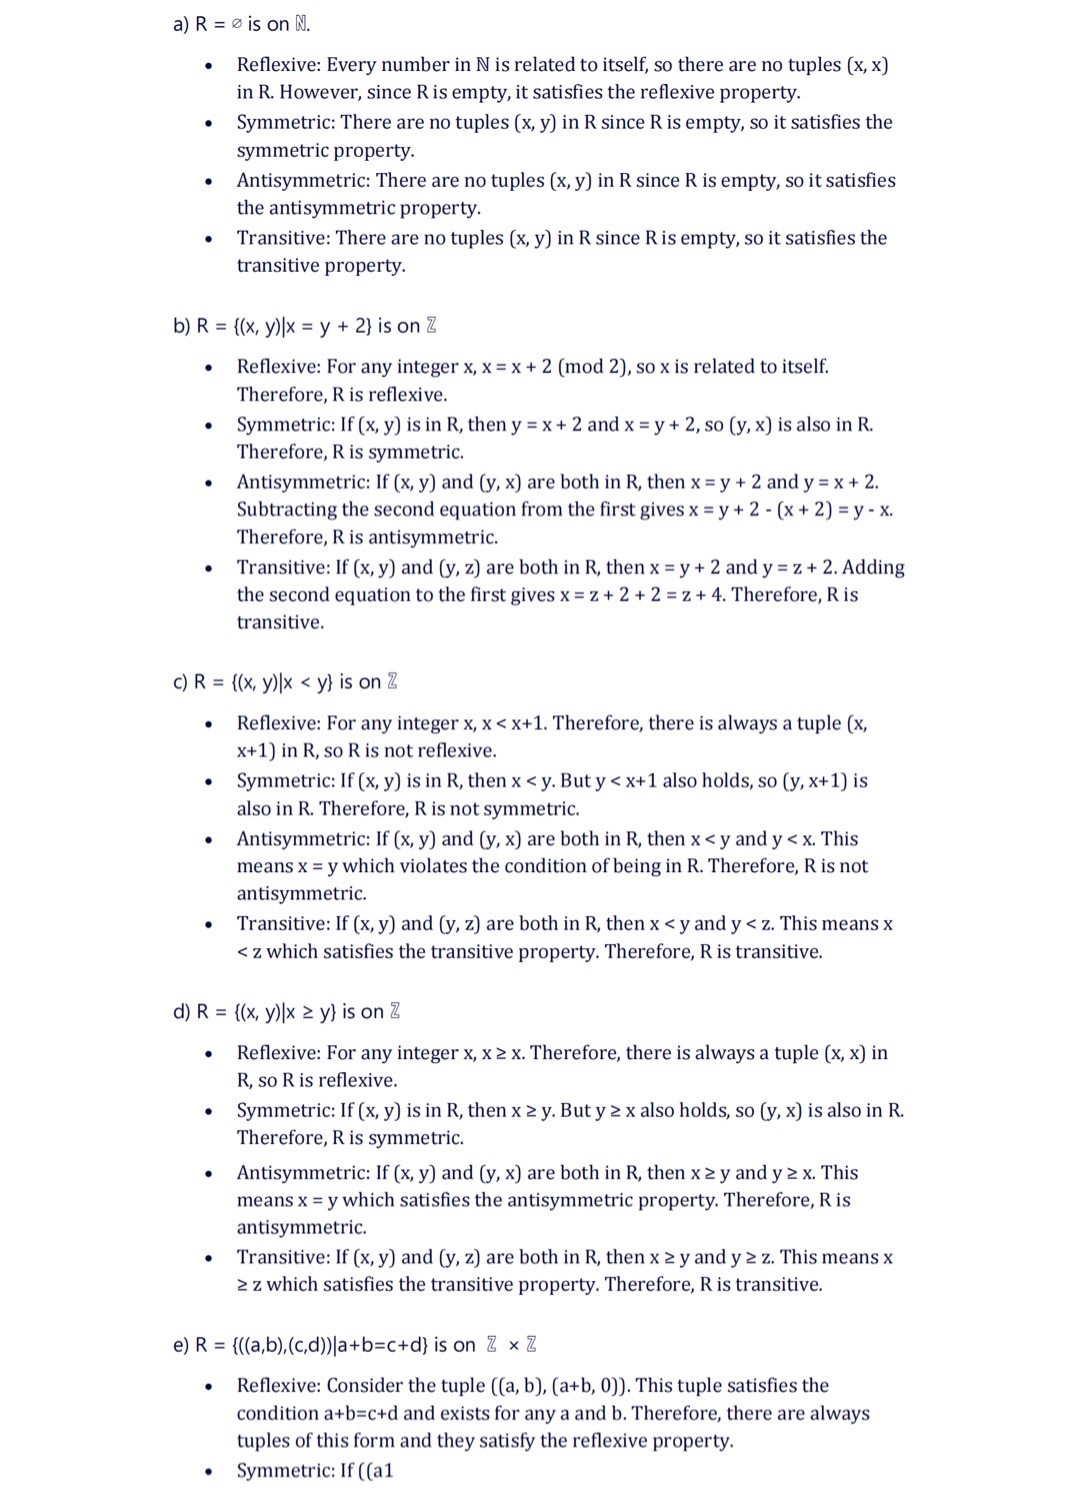 a) R = ∅ is on ℕ.
• Reflexive: Every number in ℕ is related to itself, so there are no tuples (x, x)
in R. However, since R is empty, it satisfies the reflexive property.
• Symmetric: There are no tuples (x, y) in R since R is empty, so it satisfies the
symmetric property.
• Antisymmetric: There are no tuples (x, y) in R since R is empty, so it satisfies
the antisymmetric property.
• Transitive: There are no tuples (x, y) in R since R is empty, so it satisfies the
transitive property.
b) R = {(x, y)|x = y + 2} is on ℤ
• Reflexive: For any integer x, x = x + 2 (mod 2), so x is related to itself.
Therefore, R is reflexive.
• Symmetric: If (x, y) is in R, then y = x + 2 and x = y + 2, so (y, x) is also in R.
Therefore, R is symmetric.
• Antisymmetric: If (x, y) and (y, x) are both in R, then x = y + 2 and y = x + 2.
Subtracting the second equation from the first gives x = y + 2 - (x + 2) = y - x.
Therefore, R is antisymmetric.
• Transitive: If (x, y) and (y, z) are both in R, then x = y + 2 and y = z + 2. Adding
the second equation to the first gives x = z + 2 + 2 = z + 4. Therefore, R is
transitive.
c) R = {(x, y)|x < y} is on ℤ
• Reflexive: For any integer x, x < x+1. Therefore, there is always a tuple (x,
x+1) in R, so R is not reflexive.
• Symmetric: If (x, y) is in R, then x < y. But y < x+1 also holds, so (y, x+1) is
also in R. Therefore, R is not symmetric.
• Antisymmetric: If (x, y) and (y, x) are both in R, then x < y and y < x. This
means x = y which violates the condition of being in R. Therefore, R is not
antisymmetric.
• Transitive: If (x, y) and (y, z) are both in R, then x < y and y < z. This means x
< z which satisfies the transitive property. Therefore, R is transitive.
d) R = {(x, y)|x ≥ y} is on ℤ
• Reflexive: For any integer x, x ≥ x. Therefore, there is always a tuple (x, x) in
R, so R is reflexive.
• Symmetric: If (x, y) is in R, then x ≥ y. But y ≥ x also holds, so (y, x) is also in R.
Therefore, R is symmetric.
• Antisymmetric: If (x, y) and (y, x) are both in R, then x ≥ y and y ≥ x. This
means x = y which satisfies the antisymmetric property. Therefore, R is
antisymmetric.
• Transitive: If (x, y) and (y, z) are both in R, then x ≥ y and y ≥ z. This means x
≥ z which satisfies the transitive property. Therefore, R is transitive.
e) R = {((a,b),(c,d))|a+b=c+d} is on ℤ × ℤ
• Reflexive: Consider the tuple ((a, b), (a+b, 0)). This tuple satisfies the
condition a+b=c+d and exists for any a and b. Therefore, there are always
tuples of this form and they satisfy the reflexive property.
• Symmetric: If ((a1